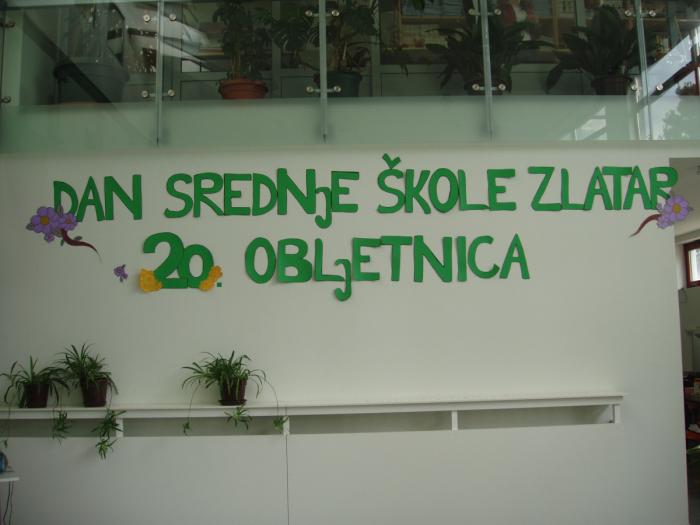 DAN SREDNjE ŠKOLE ZLATAR
20. OBLjETNICA